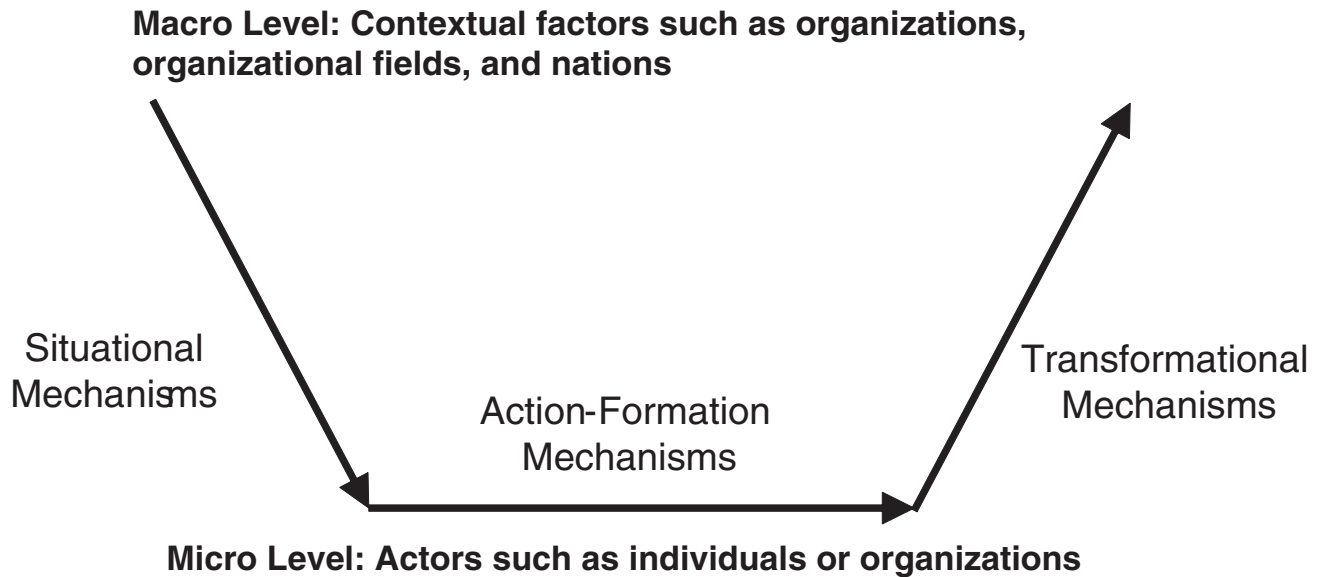 Macro Level: Contextual factors such as organizations,
organizational fields, and nations
Situational
Mechanisms
Action-Formation
Mechanisms
Transformational
Mechanisms
Micro Level: Actors such as individuals or organizations